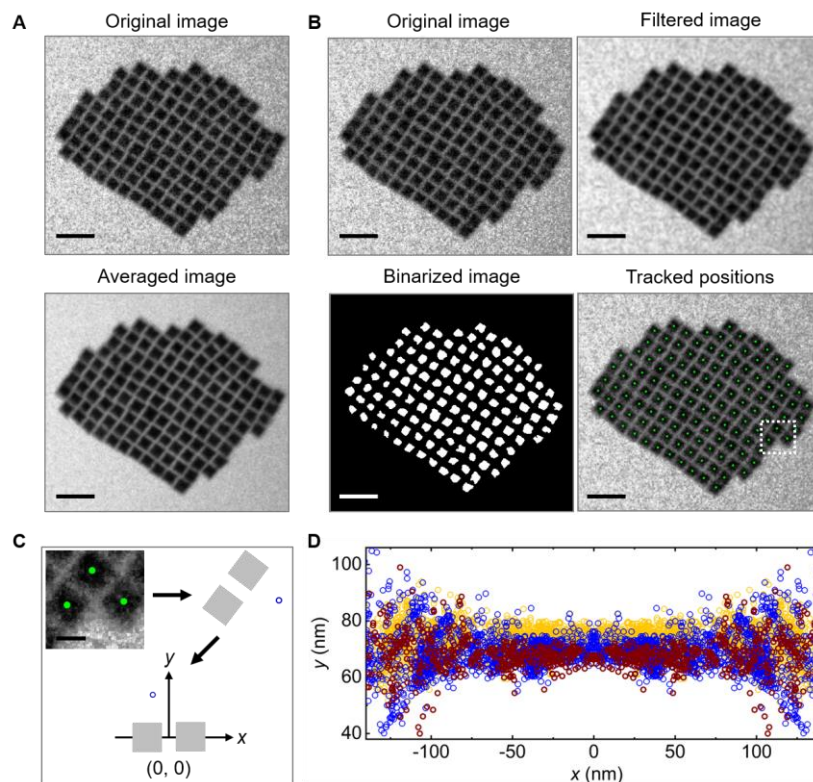 A
Original image
B
Original image
Filtered image
Averaged image
Binarized image
Tracked positions
C
y
x
(0, 0)
D
100
80
60
40
y (nm)
-100
-50
0
50
100
x (nm)